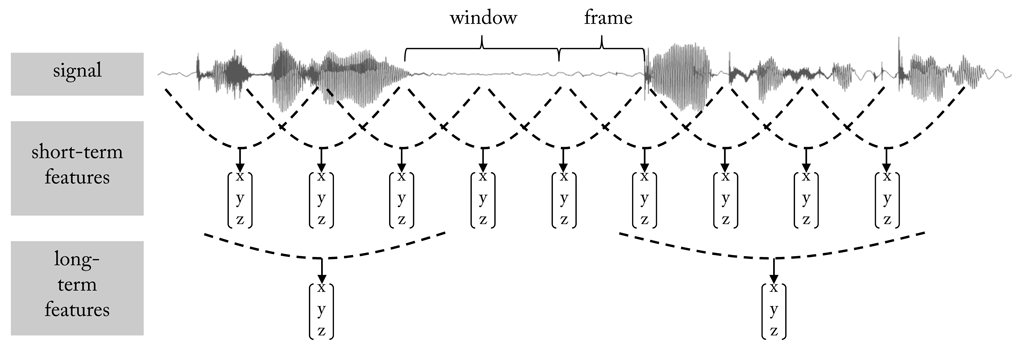 window frame
signal
short-term
features
x x x x x x x x x
y y y y y y y y y
z z z z z z z z z
long-
term
features
x x
y y
z z